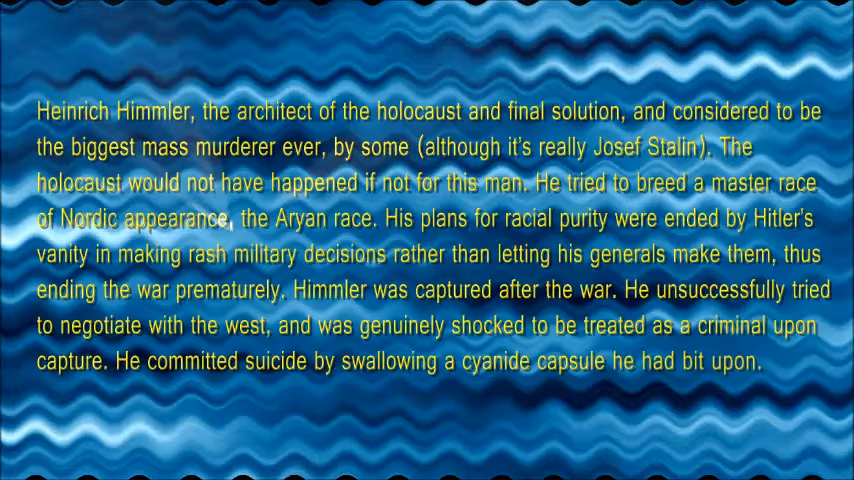 Heinrich Himmler, the architect of the holocaust and final solution, and considered to be
the biggest mass murderer ever, by some (although it's really Josef Stalin). The
holocaust would not have happened if not for this man. He tried to breed a master race
of Nordic appearance, the Aryan race. His plans for racial purity were ended by Hitler's
vanity in making rash military decisions rather than letting his generals make them, thus
ending the war prematurely. Himmler was captured after the war. He unsuccessfully tried
to negotiate with the west, and was genuinely shocked to be treated as a criminal upon
capture. He committed suicide by swallowing a cyanide capsule he had bit upon.